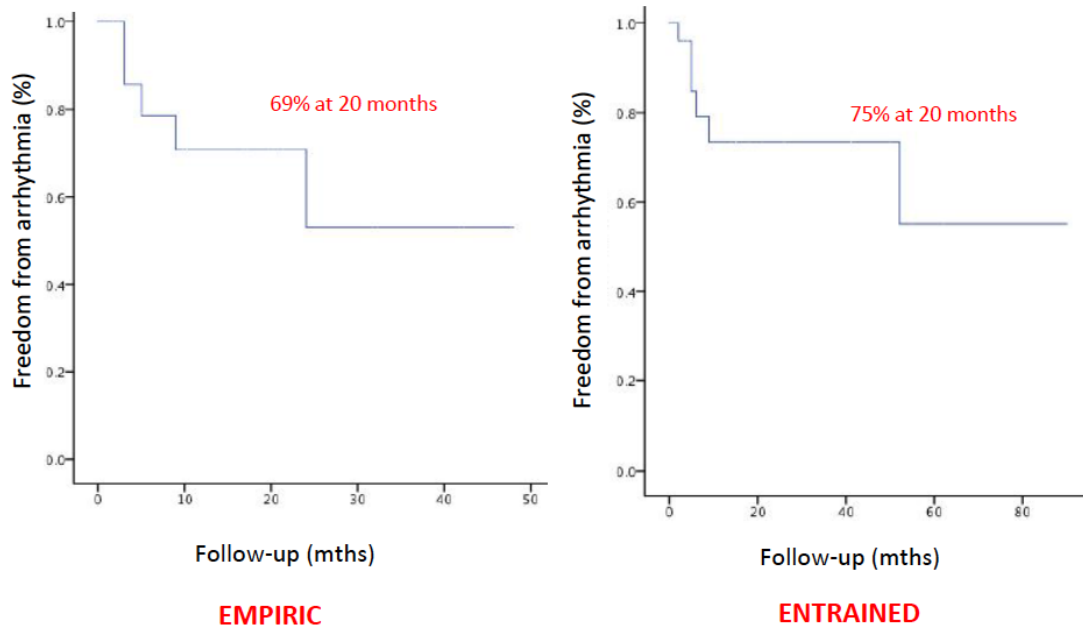 Freedom from arrhythmia (%)
1.0
0.8
0.6
0.4
0.2
0.0
69% at 20 months
0
10
20
30
40
50
Follow-up (mths)
EMPIRIC
Freedom from arrhythmia (%)
1.0
0.8
0.6
0.4
0.2
0.0
75% at 20 months
0
20
40
60
80
Follow-up (mths)
ENTRAINED